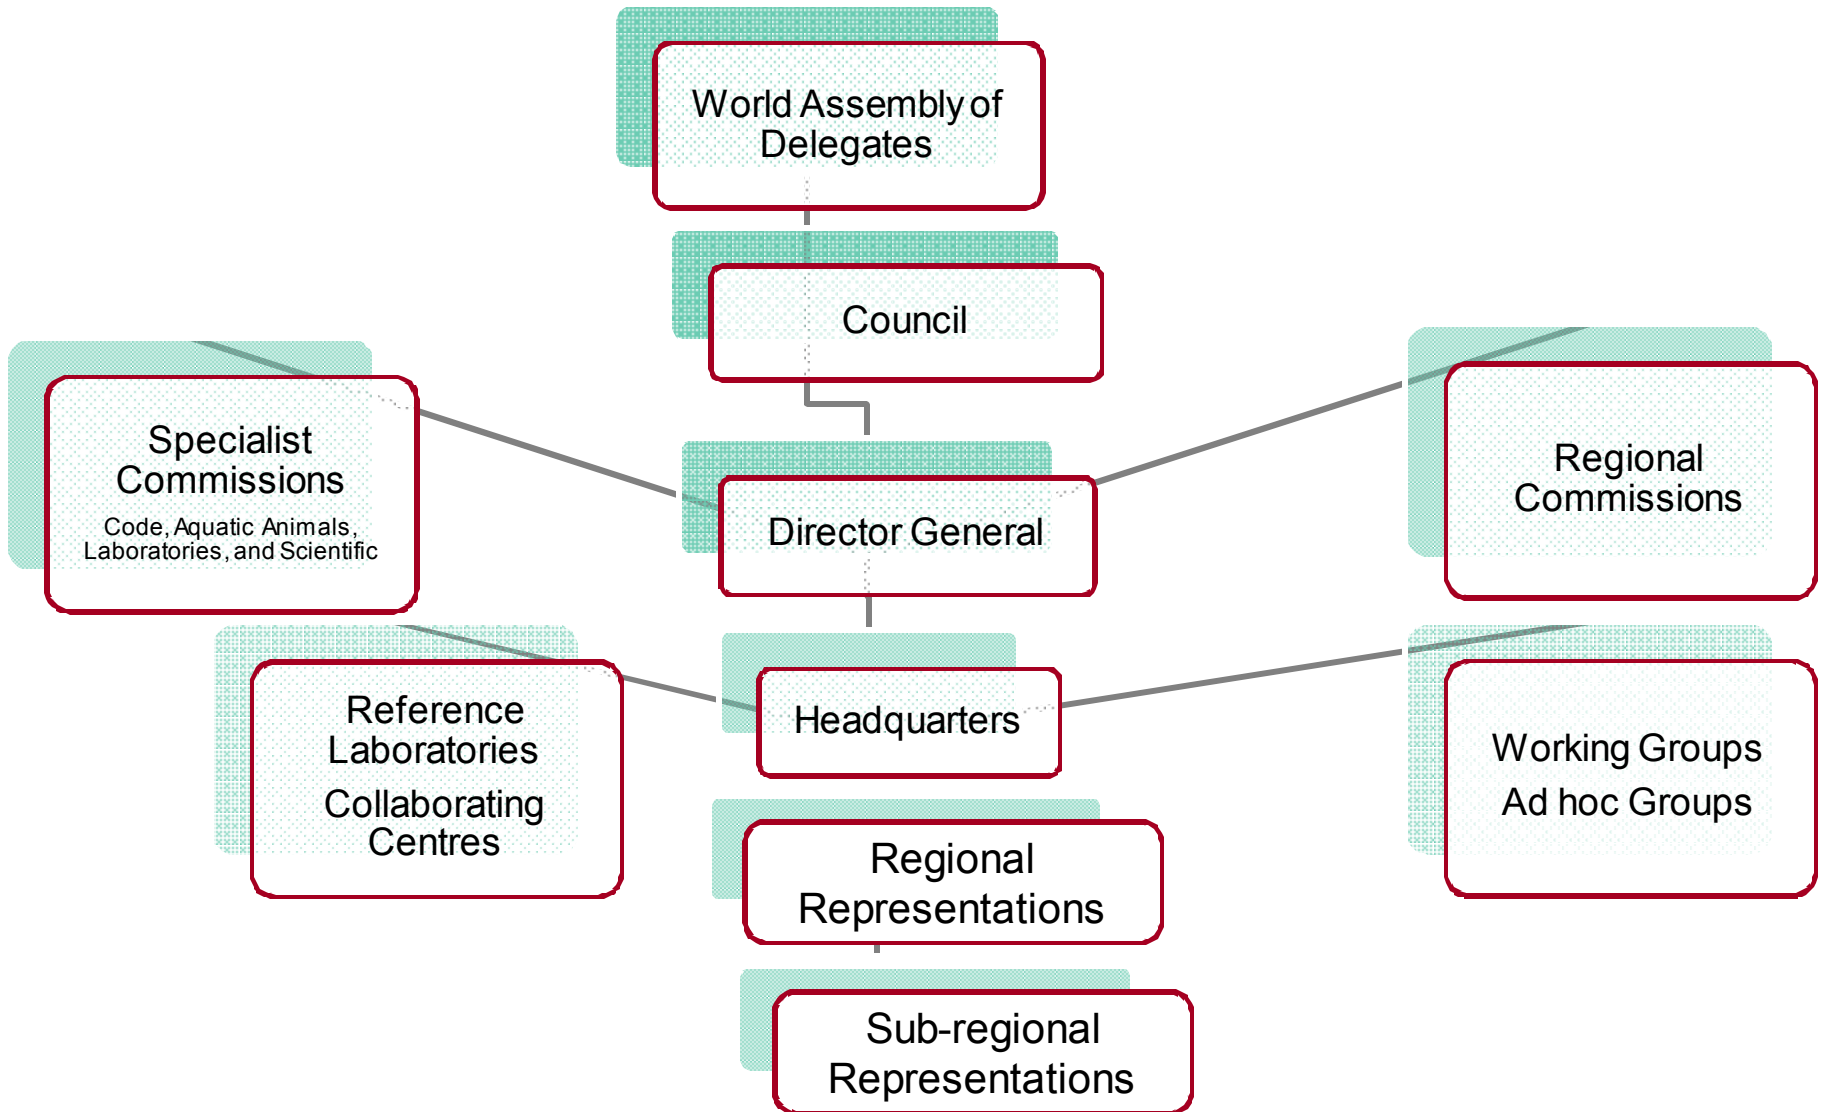 World Assembly of
Delegates
Council
Specialist
Commissions
Code, Aquatic Animals,
Laboratories, and Scientific
Director General
Regional
Commissions
Reference
Laboratories
Collaborating
Centres
Headquarters
Working Groups
Ad hoc Groups
Regional
Representations
Sub-regional
Representations